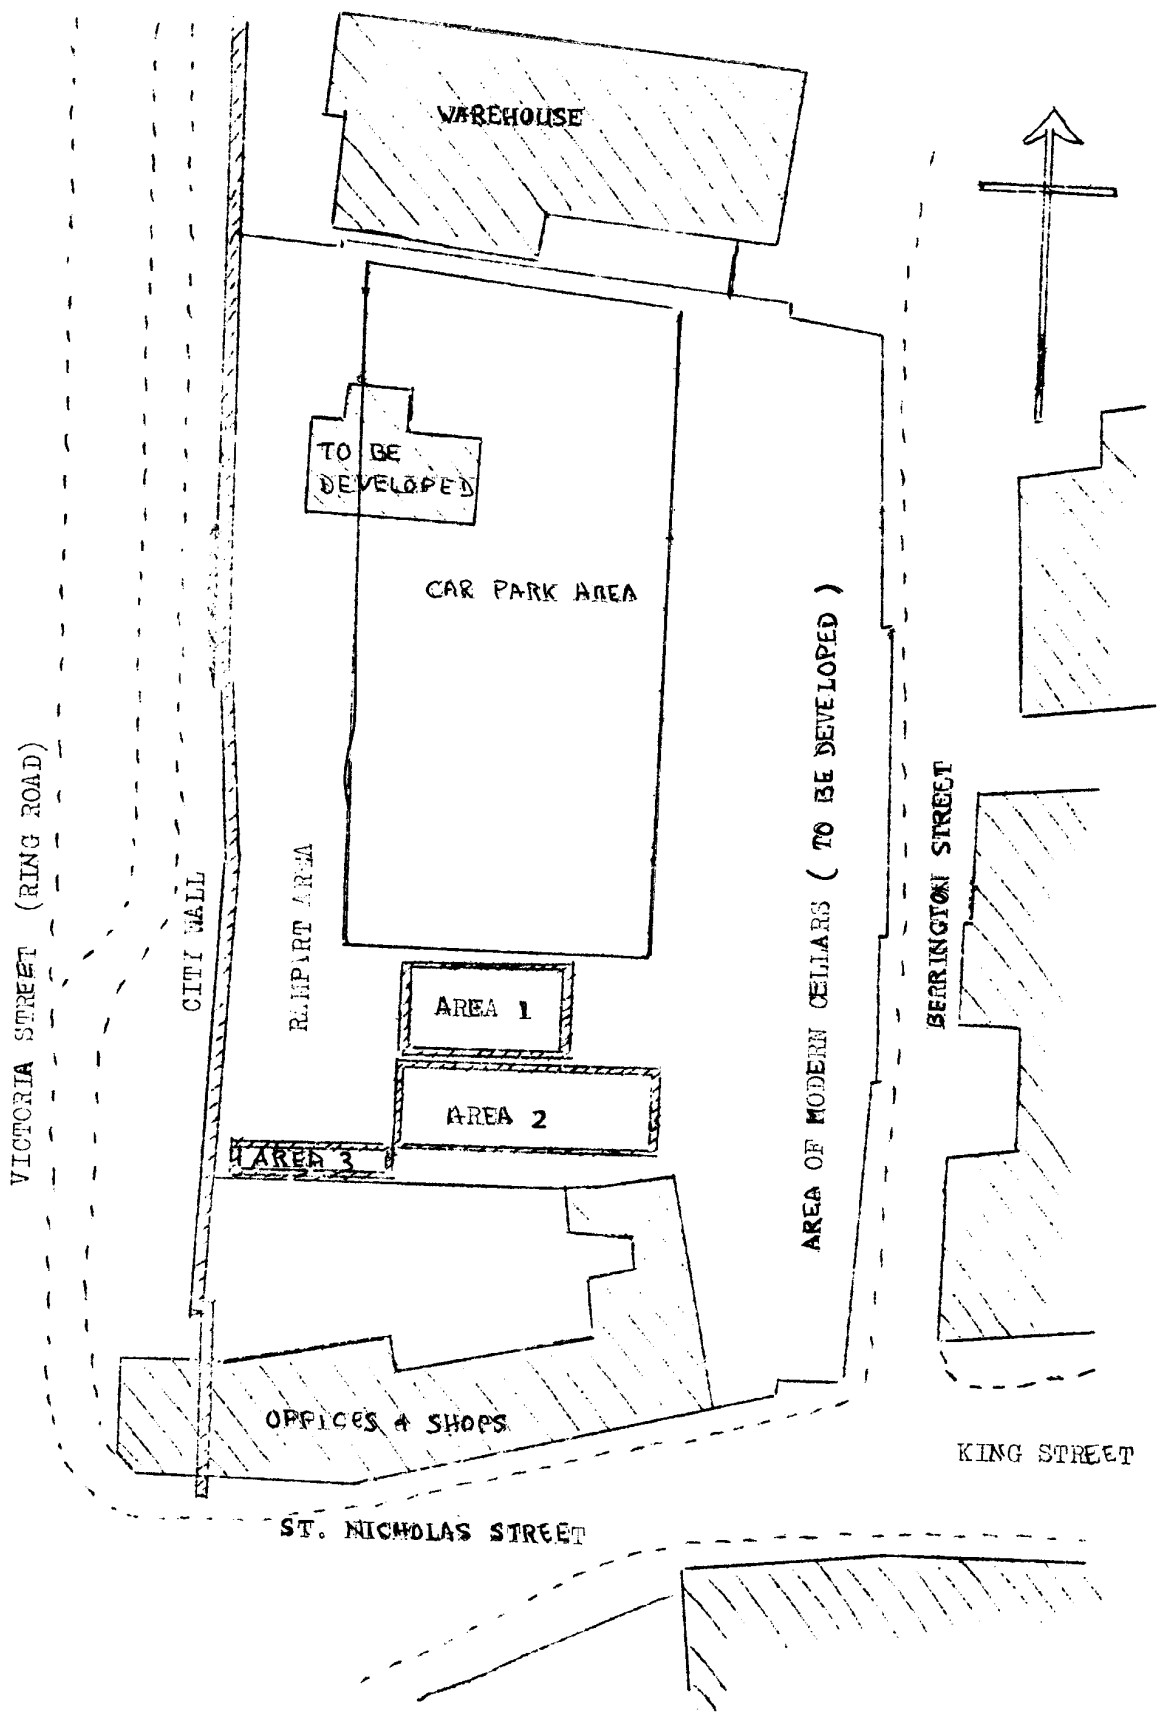 WAREHOUSE
TO BE
DEVELOPED
CAR PARK AREA
AREA OF MODERN CELLARS ( TO BE DEVELOPED )
BERRINGTON STREET
VICTORIA STREET (RING ROAD)
CITY WALL
RAMPART AREA
AREA 1
AREA 2
AREA 3
OFFICES & SHOPS
KING STREET
ST. NICHOLAS STREET